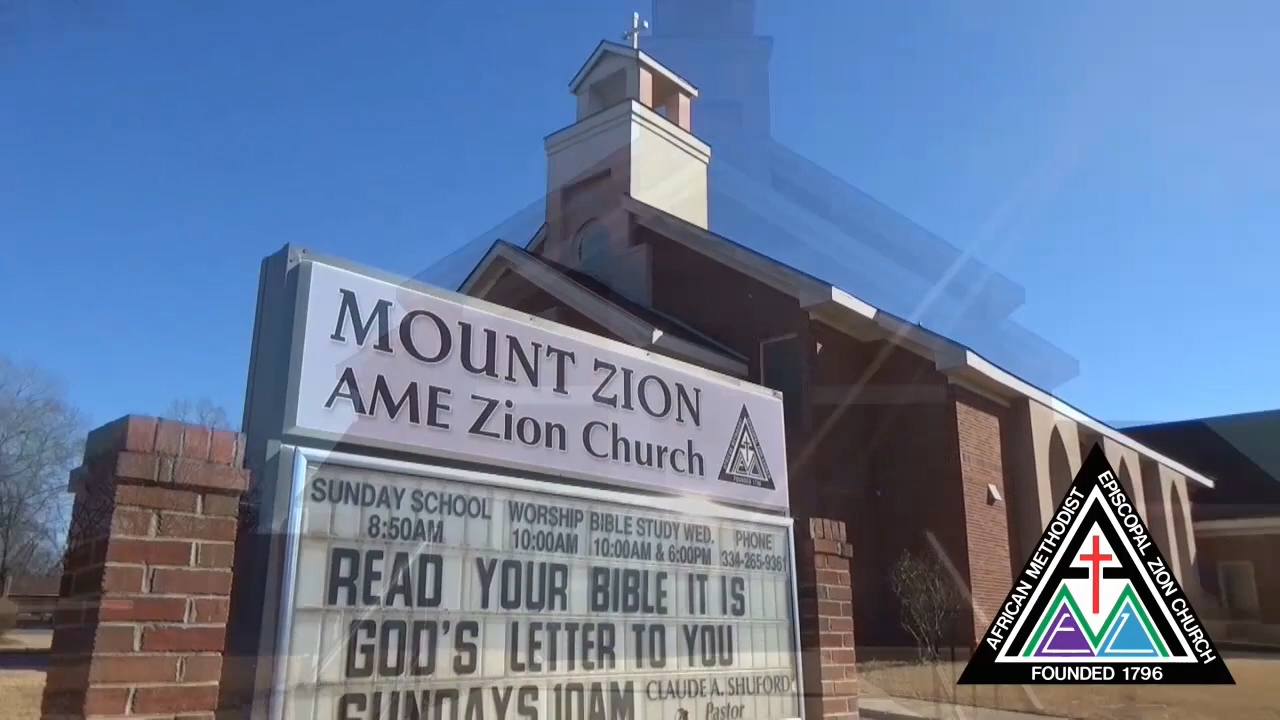 MOUNT ZION
AME Zion Church
FOUNDED 1796
SUNDAY SCHOOL
8:50AM
WORSHIP
10:00AM
BIBLE STUDY WED.
10:00AM & 6:00PM
PHONE
334-265-9361
READ YOUR BIBLE IT IS
GOD'S LETTER TO YOU
SUNDAYS 10AM
CLAUDE A. SHUFORD
Pastor
AFRICAN METHODIST
EPISCOPAL ZION CHURCH
FOUNDED 1796